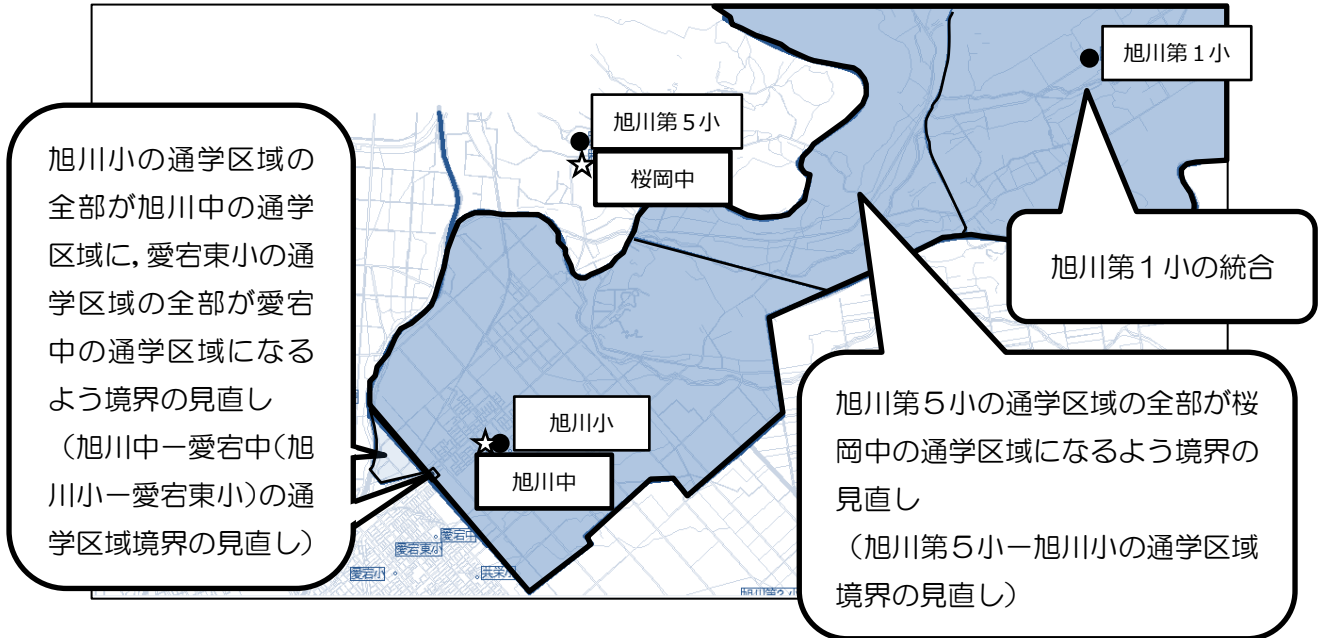 旭川第１小
旭川第５小
桜岡中
旭川小の通学区域の
全部が旭川中の通学
区域に，愛宕東小の通
学区域の全部が愛宕
中の通学区域になる
よう境界の見直し
（旭川中－愛宕中（旭
川小－愛宕東小）の通
学区域境界の見直し）
旭川第１小の統合
旭川第５小の通学区域の全部が桜
岡中の通学区域になるよう境界の
見直し
（旭川第５小－旭川小の通学区域
境界の見直し）
旭川小
旭川中
愛宕中
愛宕東小
愛宕小
共栄小